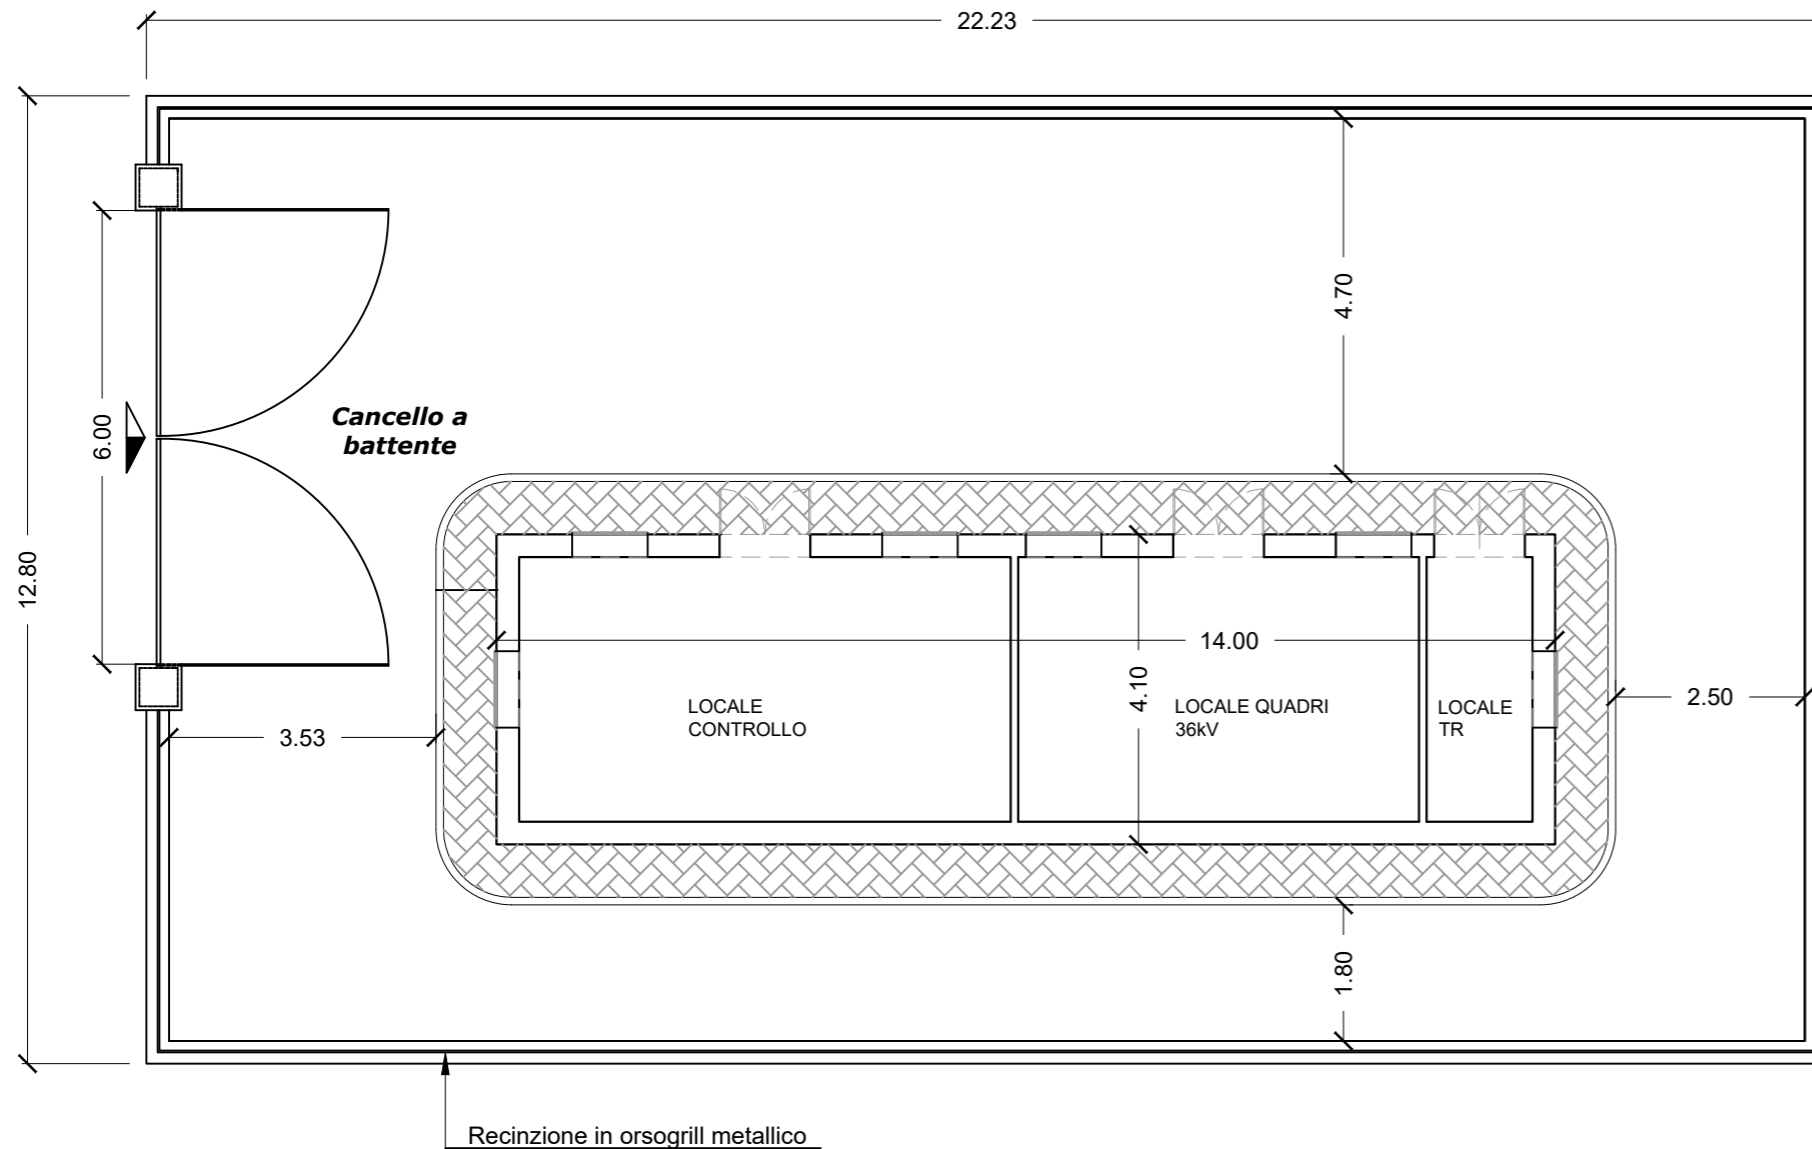 22.23
4.70
6.00
Cancello a
battente
12.80
14.00
4.10
LOCALE
CONTROLLO
LOCALE QUADRI
36kV
LOCALE
TR
2.50
3.53
1.80
Recinzione in orsogrill metallico